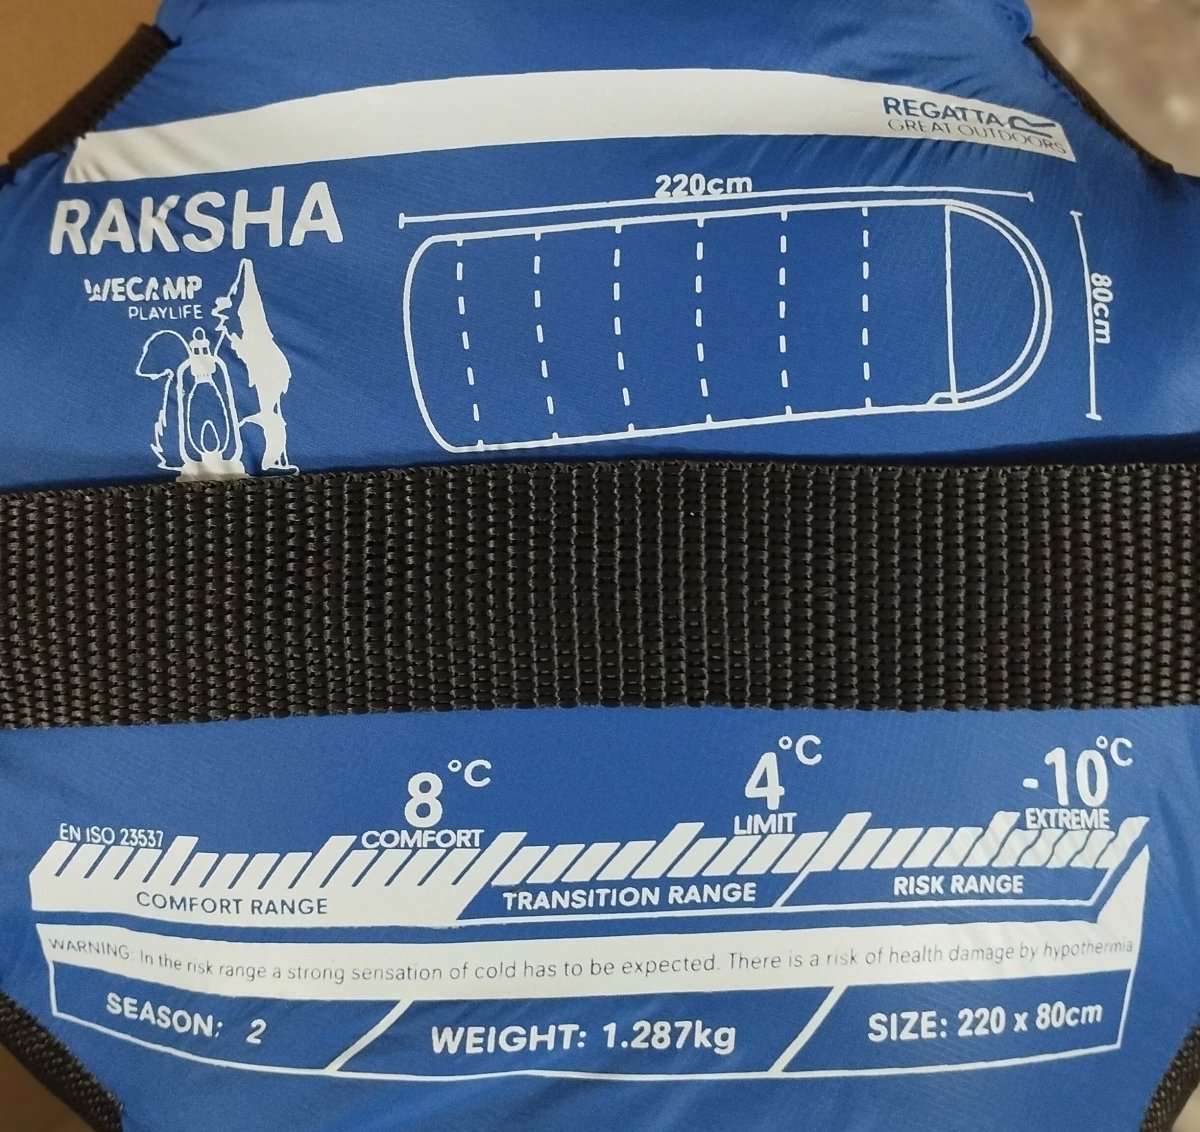 REGATTA
GREAT OUTDOORS
220cm
RAKSHA
80cm
WECAMP
PLAYLIFE
8°C
4°C
-10°C
EN ISO 23537
COMFORT
LIMIT
EXTREME
COMFORT RANGE
TRANSITION RANGE
RISK RANGE
WARNING: In the risk range a strong sensation of cold has to be expected. There is a risk of health damage by hypothermia
SEASON: 2
WEIGHT: 1.287kg
SIZE: 220 x 80cm